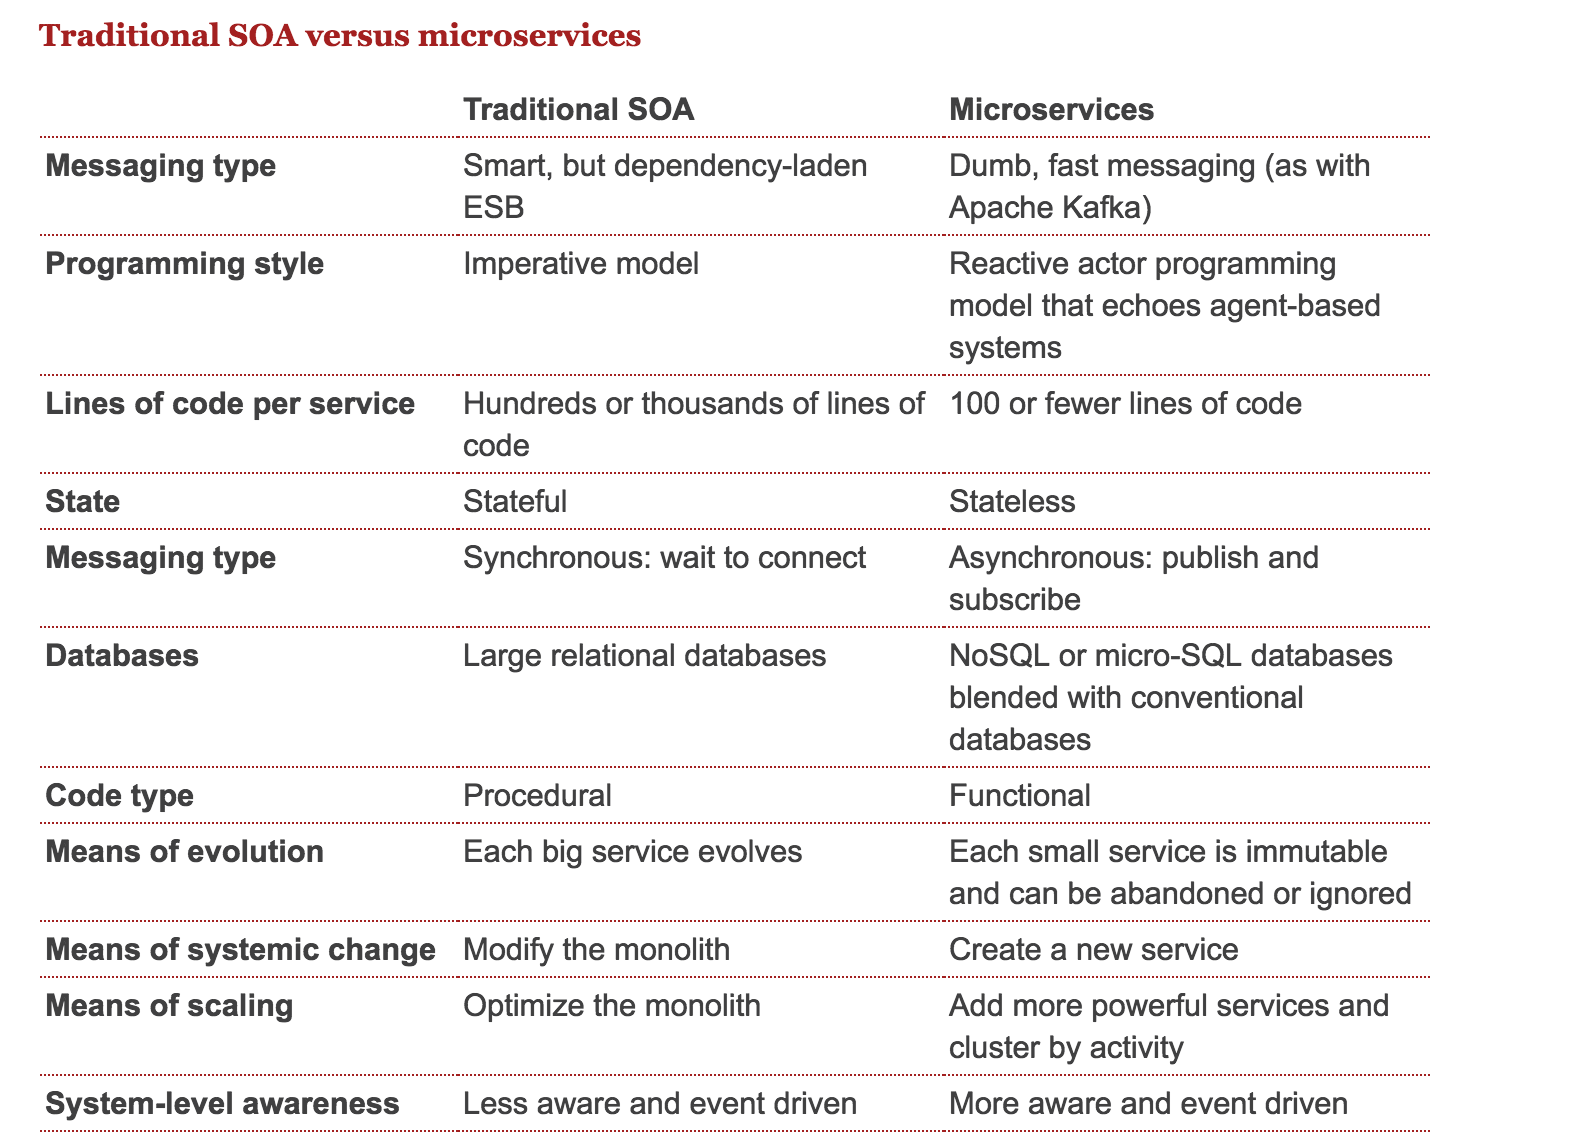 Traditional SOA versus microservices
Traditional SOA Microservices
Messaging type Smart, but dependency-laden Dumb, fast messaging (as with
ESB Apache Kafka)
Programming style Imperative model Reactive actor programming
model that echoes agent-based
systems
Lines of code per service Hundreds or thousands of lines of 100 or fewer lines of code
code
State Stateful Stateless
Messaging type Synchronous: wait to connect Asynchronous: publish and
subscribe
Databases Large relational databases NoSQL or micro-SQL databases
blended with conventional
databases
Code type Procedural Functional
Means of evolution Each big service evolves Each small service is immutable
and can be abandoned or ignored
Means of systemic change Modify the monolith Create a new service
Means of scaling Optimize the monolith Add more powerful services and
cluster by activity
System-level awareness Less aware and event driven More aware and event driven